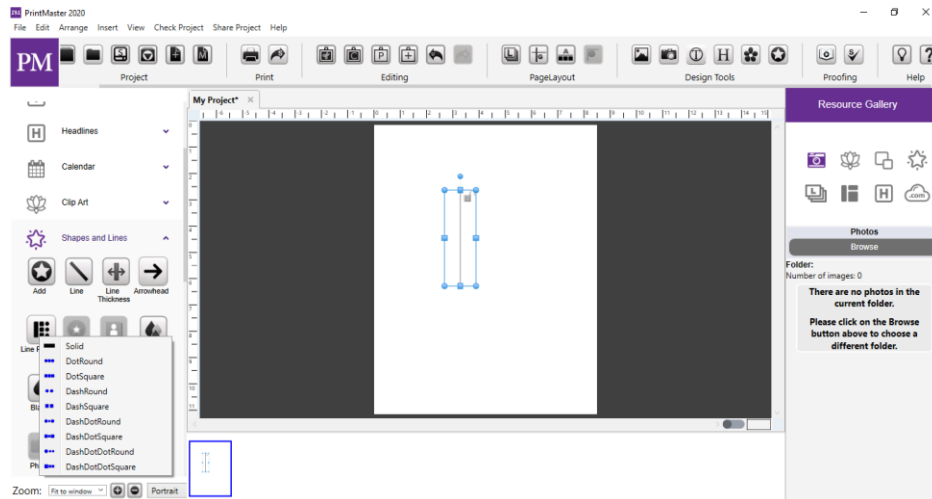 PrintMaster 2020
File Edit Arrange Insert View Check Project Share Project Help
PM
Project
Print
Editing
PageLayout
Design Tools
Proofing
Help
My Project*
Resource Gallery
Headlines
Calendar
Clip Art
Shapes and Lines
Add
Line
Line
Thickness
Arrowhead
Solid
DotRound
DotSquare
DashRound
DashSquare
DashDotRound
DashDotSquare
DashDotDotRound
DashDotDotSquare
Zoom: Fit to window Portrait
.com
Photos
Browse
Folder:
Number of images: 0
There are no photos in the
current folder.
Please click on the Browse
button above to choose a
different folder.